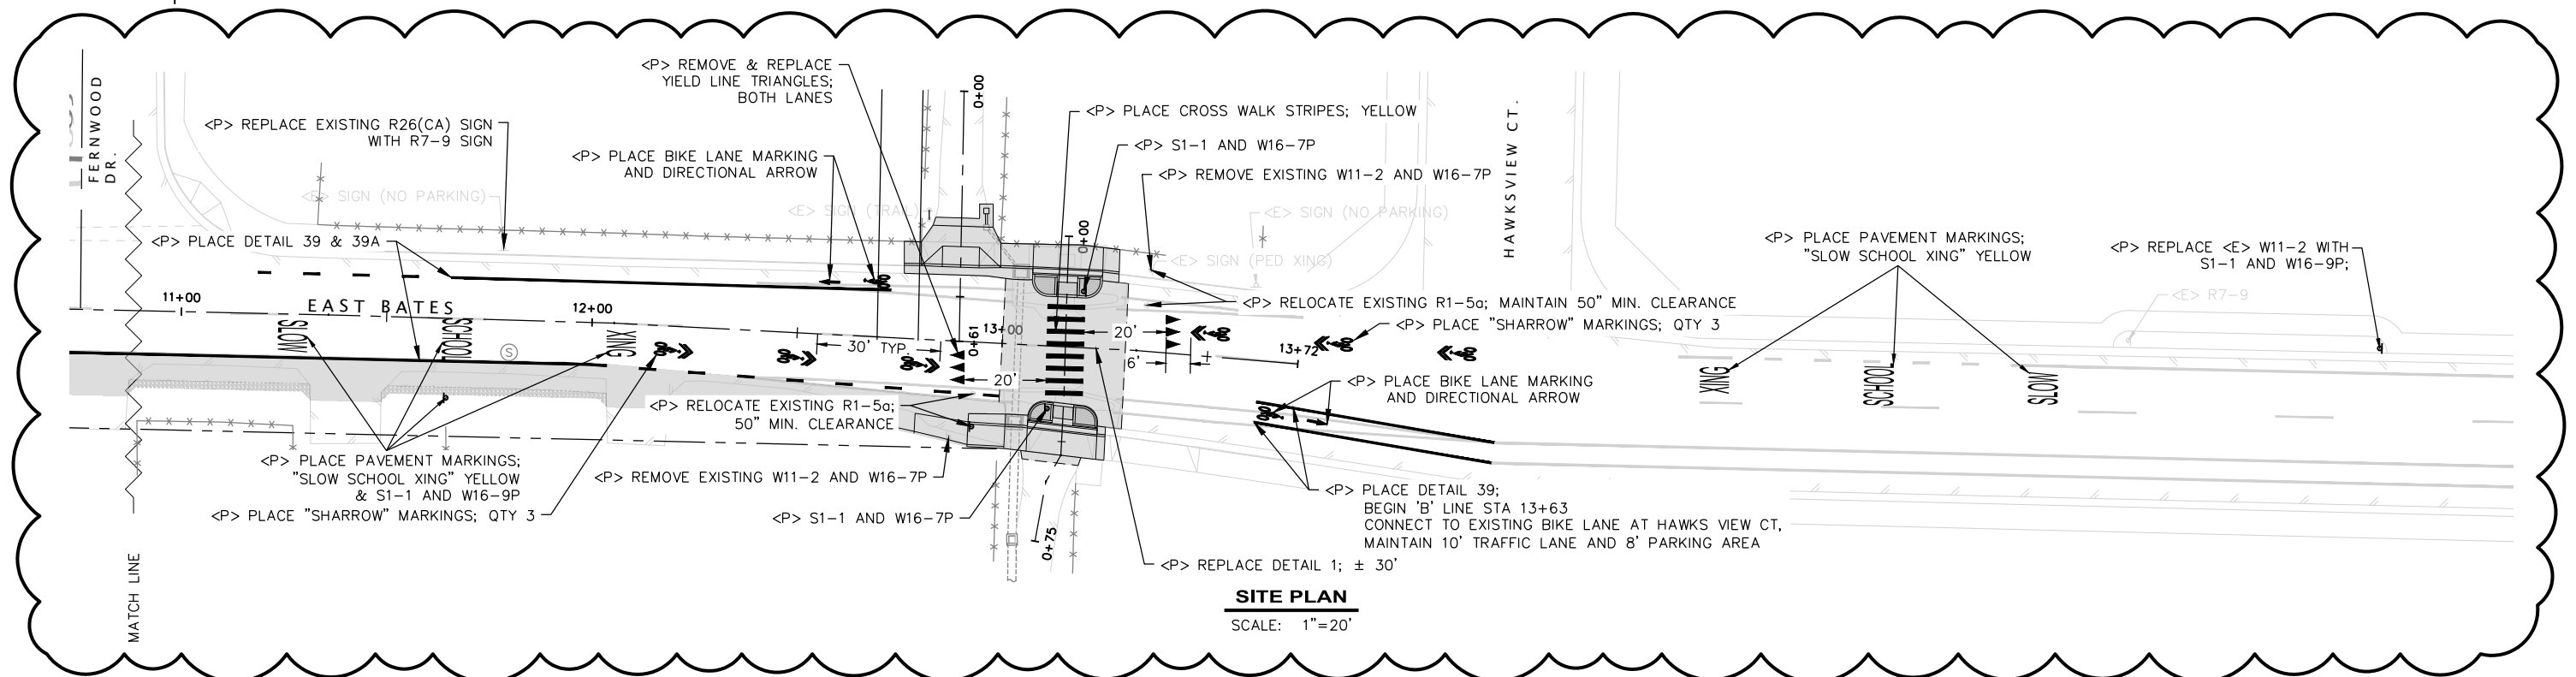 FERNWOOD
DR.
<P> REPLACE EXISTING R26(CA) SIGN
WITH R7-9 SIGN
<E> SIGN (NO PARKING)
<P> PLACE DETAIL 39 & 39A
<P> REMOVE & REPLACE
YIELD LINE TRIANGLES;
BOTH LANES
<P> PLACE BIKE LANE MARKING
AND DIRECTIONAL ARROW
<E> SIGN (TRAIL)
0+00
<P> PLACE CROSS WALK STRIPES; YELLOW
<P> S1-1 AND W16-7P
<P> REMOVE EXISTING W11-2 AND W16-7P
<E> SIGN (NO PARKING)
0+00
<E> SIGN (PED XING)
<P> RELOCATE EXISTING R1-5a; MAINTAIN 50" MIN. CLEARANCE
<P> PLACE "SHARROW" MARKINGS; QTY 3
HAWKSVIEW CT.
<P> PLACE PAVEMENT MARKINGS;
"SLOW SCHOOL XING" YELLOW
<P> REPLACE <E> W11-2 WITH
S1-1 AND W16-9P;
<E> R7-9
11+00
EAST BATES
12+00
0+61
13+00
13+72
SLOW
SCHOOL
XING
S
30' TYP.
20'
20'
6'
XING
SCHOOL
SLOW
<P> RELOCATE EXISTING R1-5a;
50" MIN. CLEARANCE
<P> PLACE BIKE LANE MARKING
AND DIRECTIONAL ARROW
<P> PLACE PAVEMENT MARKINGS;
"SLOW SCHOOL XING" YELLOW
& S1-1 AND W16-9P
<P> PLACE "SHARROW" MARKINGS; QTY 3
<P> REMOVE EXISTING W11-2 AND W16-7P
<P> S1-1 AND W16-7P
0+75
<P> PLACE DETAIL 39;
BEGIN 'B' LINE STA 13+63
CONNECT TO EXISTING BIKE LANE AT HAWKS VIEW CT,
MAINTAIN 10' TRAFFIC LANE AND 8' PARKING AREA
<P> REPLACE DETAIL 1; ± 30'
MATCH LINE
SITE PLAN
SCALE: 1"=20'